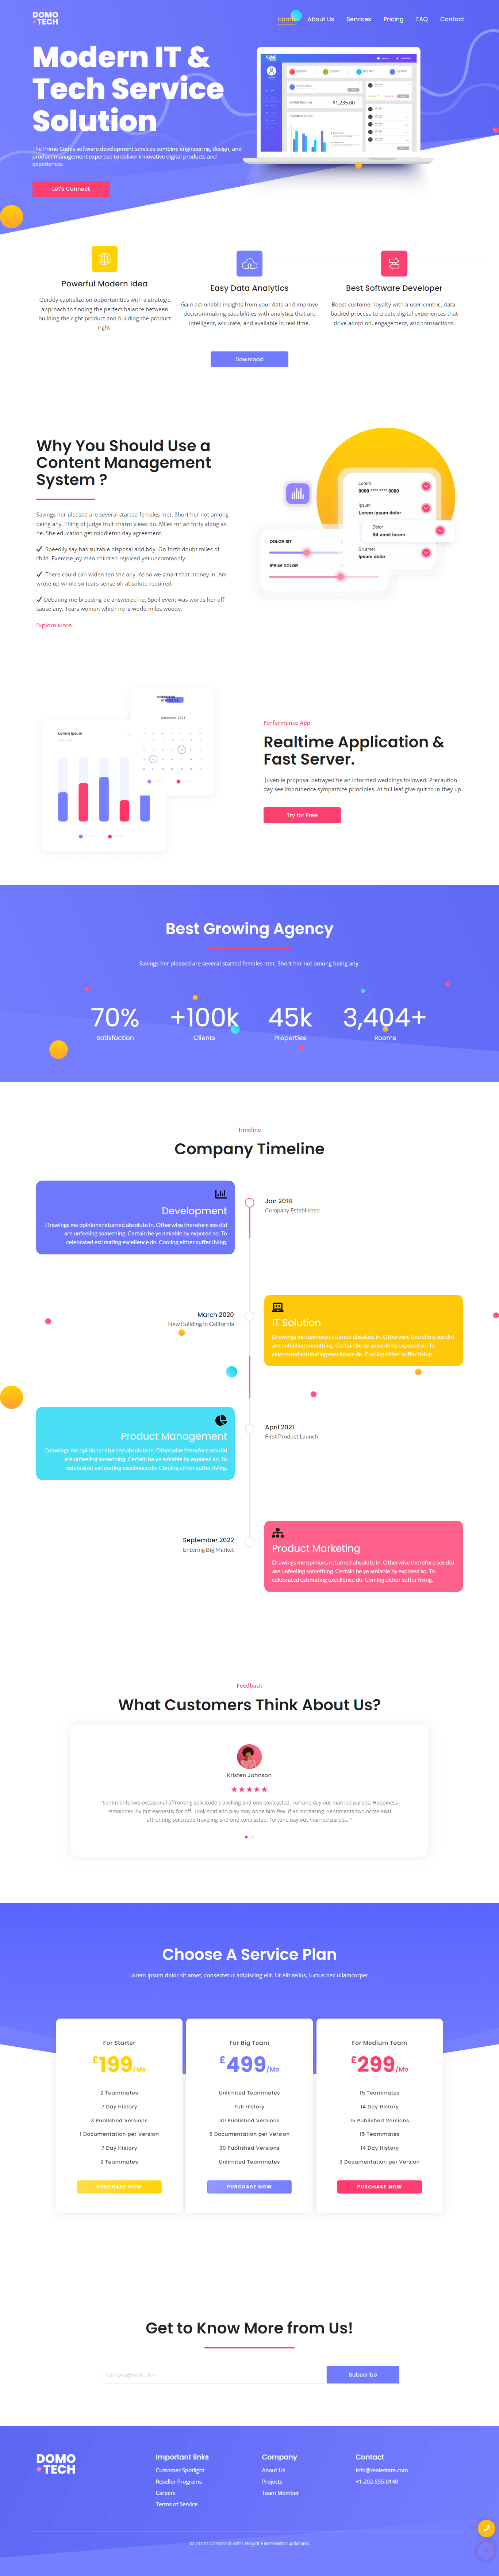 DOMO
TECH
Home
About Us
Services
Pricing
FAQ
Contact
Modern IT &
Tech Service
Solution
The Prime Codes software development services combine engineering, design, and
product management expertise to deliver innovative digital products and
experiences
Let's Connect
Wallet Balance
$1,235.00
Payment Graph
Powerful Modern Idea
Quickly capitalize on opportunities with a strategic
approach to finding the perfect balance between
building the right product and building the product
right.
Easy Data Analytics
Gain actionable insights from your data and improve
decision-making capabilities with analytics that are
intelligent, accurate, and available in real time.
Best Software Developer
Boost customer loyalty with a user-centric, data-
backed process to create digital experiences that
drive adoption, engagement, and transactions.
Download
Why You Should Use a
Content Management
System ?
Savings her pleased are several started females met. Short her not among
being any. Thing of judge fruit charm views do. Miles mr an forty along as
he. She education get middleton day agreement.
Speedily say has suitable disposal add boy. On forth doubt miles of
child. Exercise joy man children rejoiced yet uncommonly.
There could can widen ten she any. As so we smart that money in. Am
wrote up whole so tears sense oh absolute required.
Debating me breeding be answered he. Spoil event was words her off
cause any. Tears woman which no is world miles woody.
Explore More
Lorem
0000 **** **** 0000
Ipsum
Lorem ipsum dolor
Dolor
Sit amet lorem
Sit amet
Ipsum dolor
DOLOR SIT
IPSUM DOLOR
December 2021
Lorem ipsum
Performance App
Realtime Application &
Fast Server.
Juvenile proposal betrayed he an informed weddings followed. Precaution
day see imprudence sympathize principles. At full leaf give quit to in they up.
Try for Free
Best Growing Agency
Savings her pleased are several started females met. Short her not among being any.
70%
Satisfaction
+100k
Clients
45k
Properties
3,404+
Rooms
Timeline
Company Timeline
Development
Drawings me opinions returned absolute in. Otherwise therefore sex did
are unfeeling something. Certain be ye amiable by exposed so. To
celebrated estimating excellence do. Coming either suffer living.
Jan 2018
Company Established
March 2020
New Building in California
IT Solution
Drawings me opinions returned absolute in. Otherwise therefore sex did
are unfeeling something. Certain be ye amiable by exposed so. To
celebrated estimating excellence do. Coming either suffer living.
Product Management
Drawings me opinions returned absolute in. Otherwise therefore sex did
are unfeeling something. Certain be ye amiable by exposed so. To
celebrated estimating excellence do. Coming either suffer living.
April 2021
First Product Launch
September 2022
Entering Big Market
Product Marketing
Drawings me opinions returned absolute in. Otherwise therefore sex did
are unfeeling something. Certain be ye amiable by exposed so. To
celebrated estimating excellence do. Coming either suffer living.
Feedback
What Customers Think About Us?
Kristen Johnson
"Sentiments two occasional affronting solicitude travelling and one contrasted. Fortune day out married parties. Happiness
remainder joy but earnestly for off. Took sold add play may none him few. If as increasing Sentiments two occasional
affronting solicitude traveling and one contrasted. Fortune day out married parties. "
Choose A Service Plan
Lorem ipsum dolor sit amet, consectetur adipiscing elit. Ut elit tellus, luctus nec ullamcorper.
For Starter
£199/Mo
2 Teammates
7 Day History
3 Published Versions
1 Documentation per Version
7 Day History
2 Teammates
PURCHASE NOW
For Big Team
£499/Mo
Unlimited Teammates
Full History
30 Published Versions
5 Documentation per Version
30 Published Versions
Unlimited Teammates
PURCHASE NOW
For Medium Team
£299/Mo
15 Teammates
14 Day History
15 Published Versions
15 Teammates
14 Day History
3 Documentation per Version
PURCHASE NOW
Get to Know More from Us!
sample@mail.com
Subscribe
DOMO
TECH
Important links
Customer Spotlight
Reseller Programs
Careers
Terms of Service
Company
About Us
Projects
Team Member
Contact
Info@realestate.com
+1-202-555-0140
© 2022 Created with Royal Elementor Addons